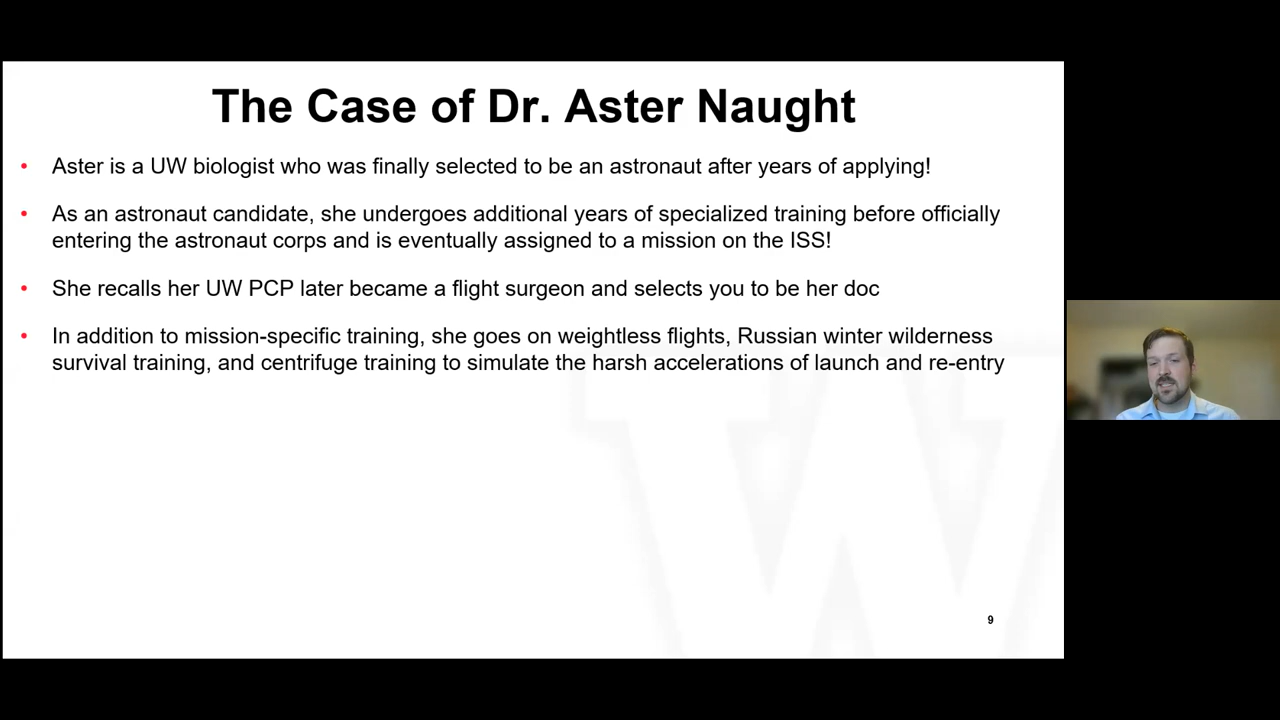 The Case of Dr. Aster Naught
• Aster is a UW biologist who was finally selected to be an astronaut after years of applying!
• As an astronaut candidate, she undergoes additional years of specialized training before officially
entering the astronaut corps and is eventually assigned to a mission on the ISS!
• She recalls her UW PCP later became a flight surgeon and selects you to be her doc
• In addition to mission-specific training, she goes on weightless flights, Russian winter wilderness
survival training, and centrifuge training to simulate the harsh accelerations of launch and re-entry
W
9